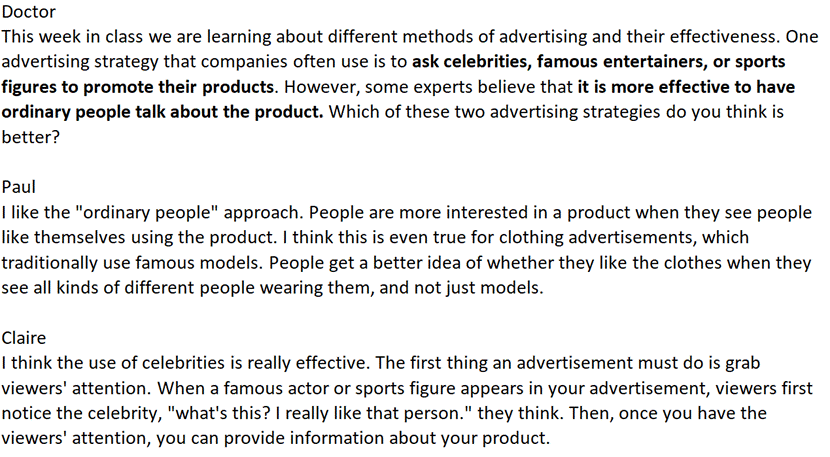 Doctor
This week in class we are learning about different methods of advertising and their effectiveness. One
advertising strategy that companies often use is to ask celebrities, famous entertainers, or sports
figures to promote their products. However, some experts believe that it is more effective to have
ordinary people talk about the product. Which of these two advertising strategies do you think is
better?
Paul
I like the "ordinary people" approach. People are more interested in a product when they see people
like themselves using the product. I think this is even true for clothing advertisements, which
traditionally use famous models. People get a better idea of whether they like the clothes when they
see all kinds of different people wearing them, and not just models.
Claire
I think the use of celebrities is really effective. The first thing an advertisement must do is grab
viewers' attention. When a famous actor or sports figure appears in your advertisement, viewers first
notice the celebrity, "what's this? I really like that person." they think. Then, once you have the
viewers' attention, you can provide information about your product.